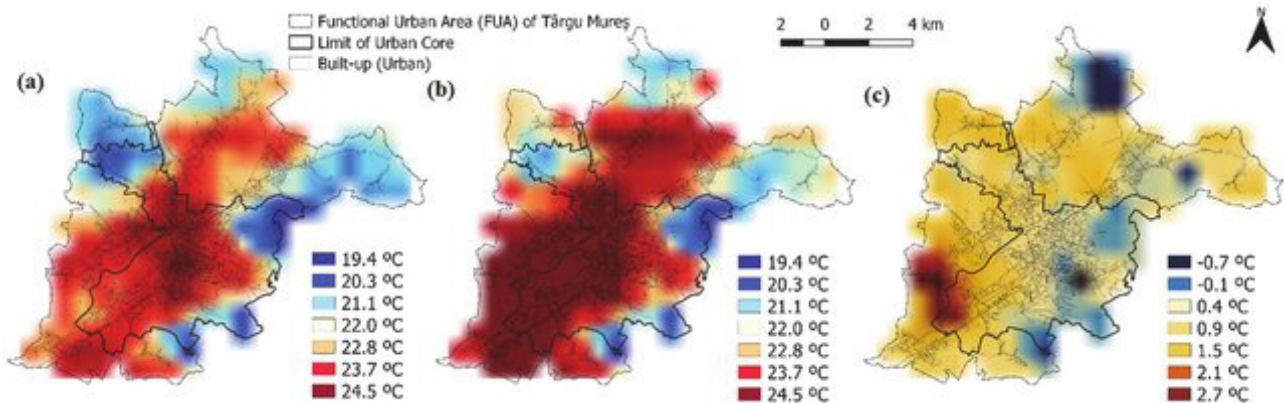 Functional Urban Area (FUA) of Târgu Mureș
Limit of Urban Core
Built-up (Urban)
2 0 2 4 km
N
(a)
(b)
(c)
19.4 ºC
20.3 ºC
21.1 ºC
22.0 ºC
22.8 ºC
23.7 ºC
24.5 ºC
19.4 ºC
20.3 ºC
21.1 ºC
22.0 ºC
22.8 ºC
23.7 ºC
24.5 ºC
-0.7 ºC
-0.1 ºC
0.4 ºC
0.9 ºC
1.5 ºC
2.1 ºC
2.7 ºC